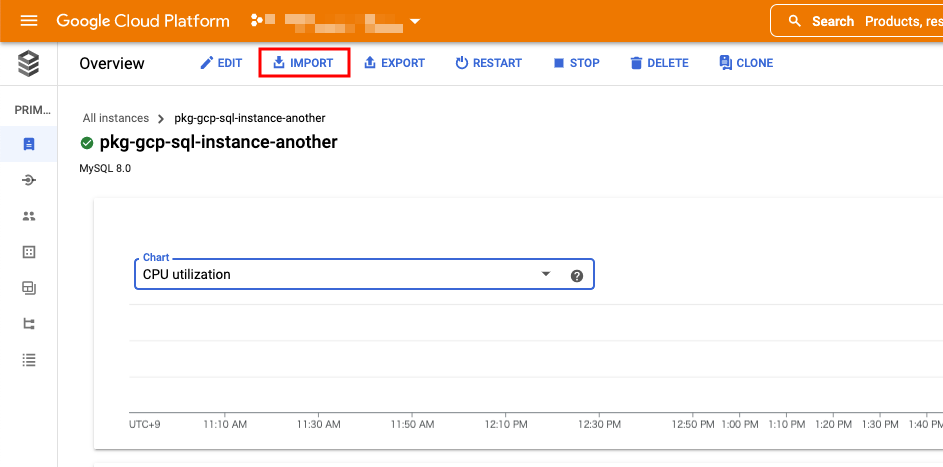 Google Cloud Platform
Search Products, res
Overview EDIT IMPORT EXPORT RESTART STOP DELETE CLONE
PRIM...
All instances pkg-gcp-sql-instance-another
pkg-gcp-sql-instance-another
MySQL 8.0
Chart
CPU utilization
UTC+9 11:10 AM 11:30 AM 11:50 AM 12:10 PM 12:30 PM 12:50 PM 1:00 PM 1:10 PM 1:20 PM 1:30 PM 1:40 PM